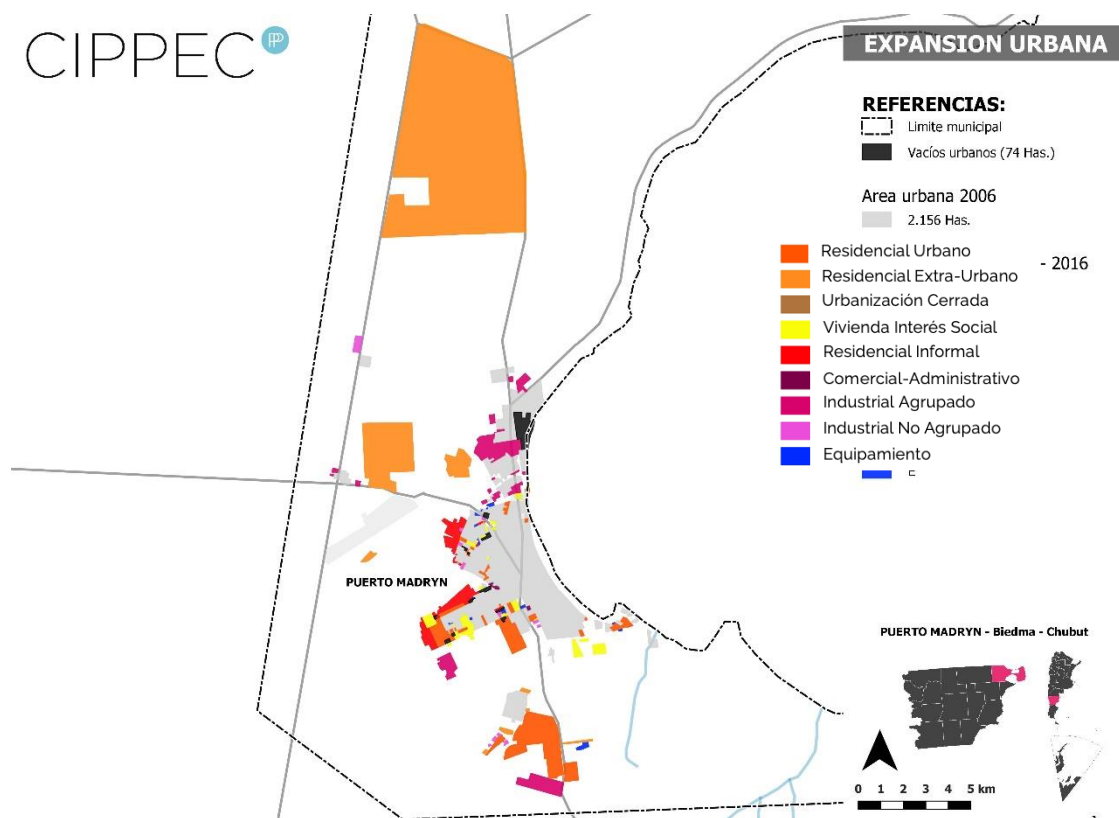 CIPPEC PP
EXPANSION URBANA
REFERENCIAS:
Limite municipal
Vacíos urbanos (74 Has.)
Area urbana 2006
2.156 Has.
Residencial Urbano
- 2016
Residencial Extra-Urbano
Urbanización Cerrada
Vivienda Interés Social
Residencial Informal
Comercial-Administrativo
Industrial Agrupado
Industrial No Agrupado
Equipamiento
PUERTO MADRYN
PUERTO MADRYN - Biedma - Chubut
0 1 2 3 4 5 km